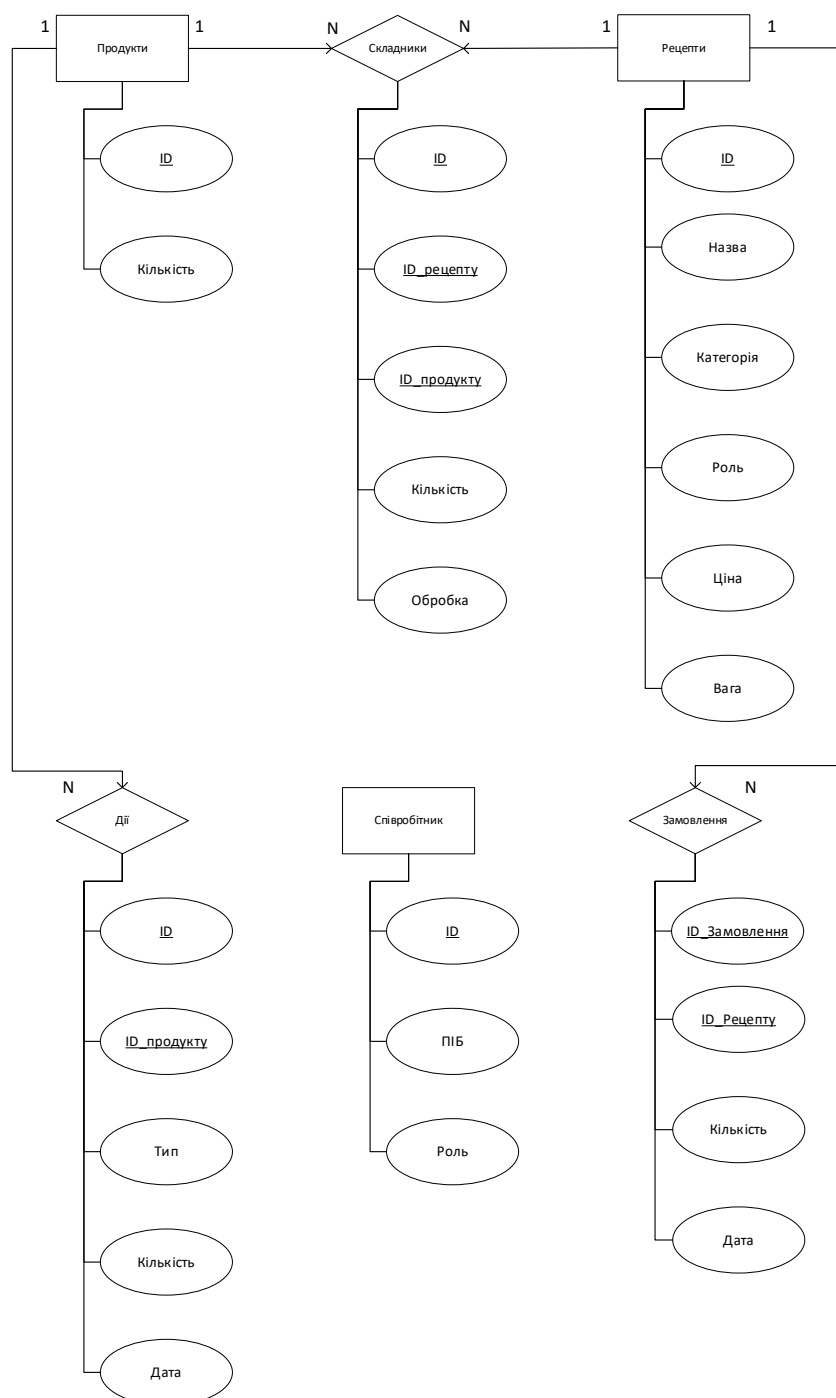 1
Продукти
1
N
Складники
N
1
Рецепти
1
ID
Кількість
ID
ID_рецепту
ID_продукту
Кількість
Обробка
ID
Назва
Категорія
Роль
Ціна
Вага
N
Дії
Співробітник
N
Замовлення
ID
ID_продукту
Тип
Кількість
Дата
ID
ПІБ
Роль
ID_Замовлення
ID_Рецепту
Кількість
Дата